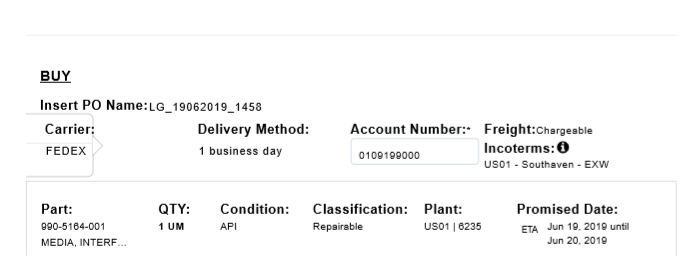 BUY
Insert PO Name:LG_19062019_1458
Carrier: Delivery Method: Account Number:* Freight:Chargeable
FEDEX 1 business day 0109199000 Incoterms:
US01 - Southaven - EXW
Part: QTY: Condition: Classification: Plant: Promised Date:
990-5164-001 1 UM API Repairable US01 | 6235 ETA Jun 19, 2019 until
MEDIA, INTERF... Jun 20, 2019